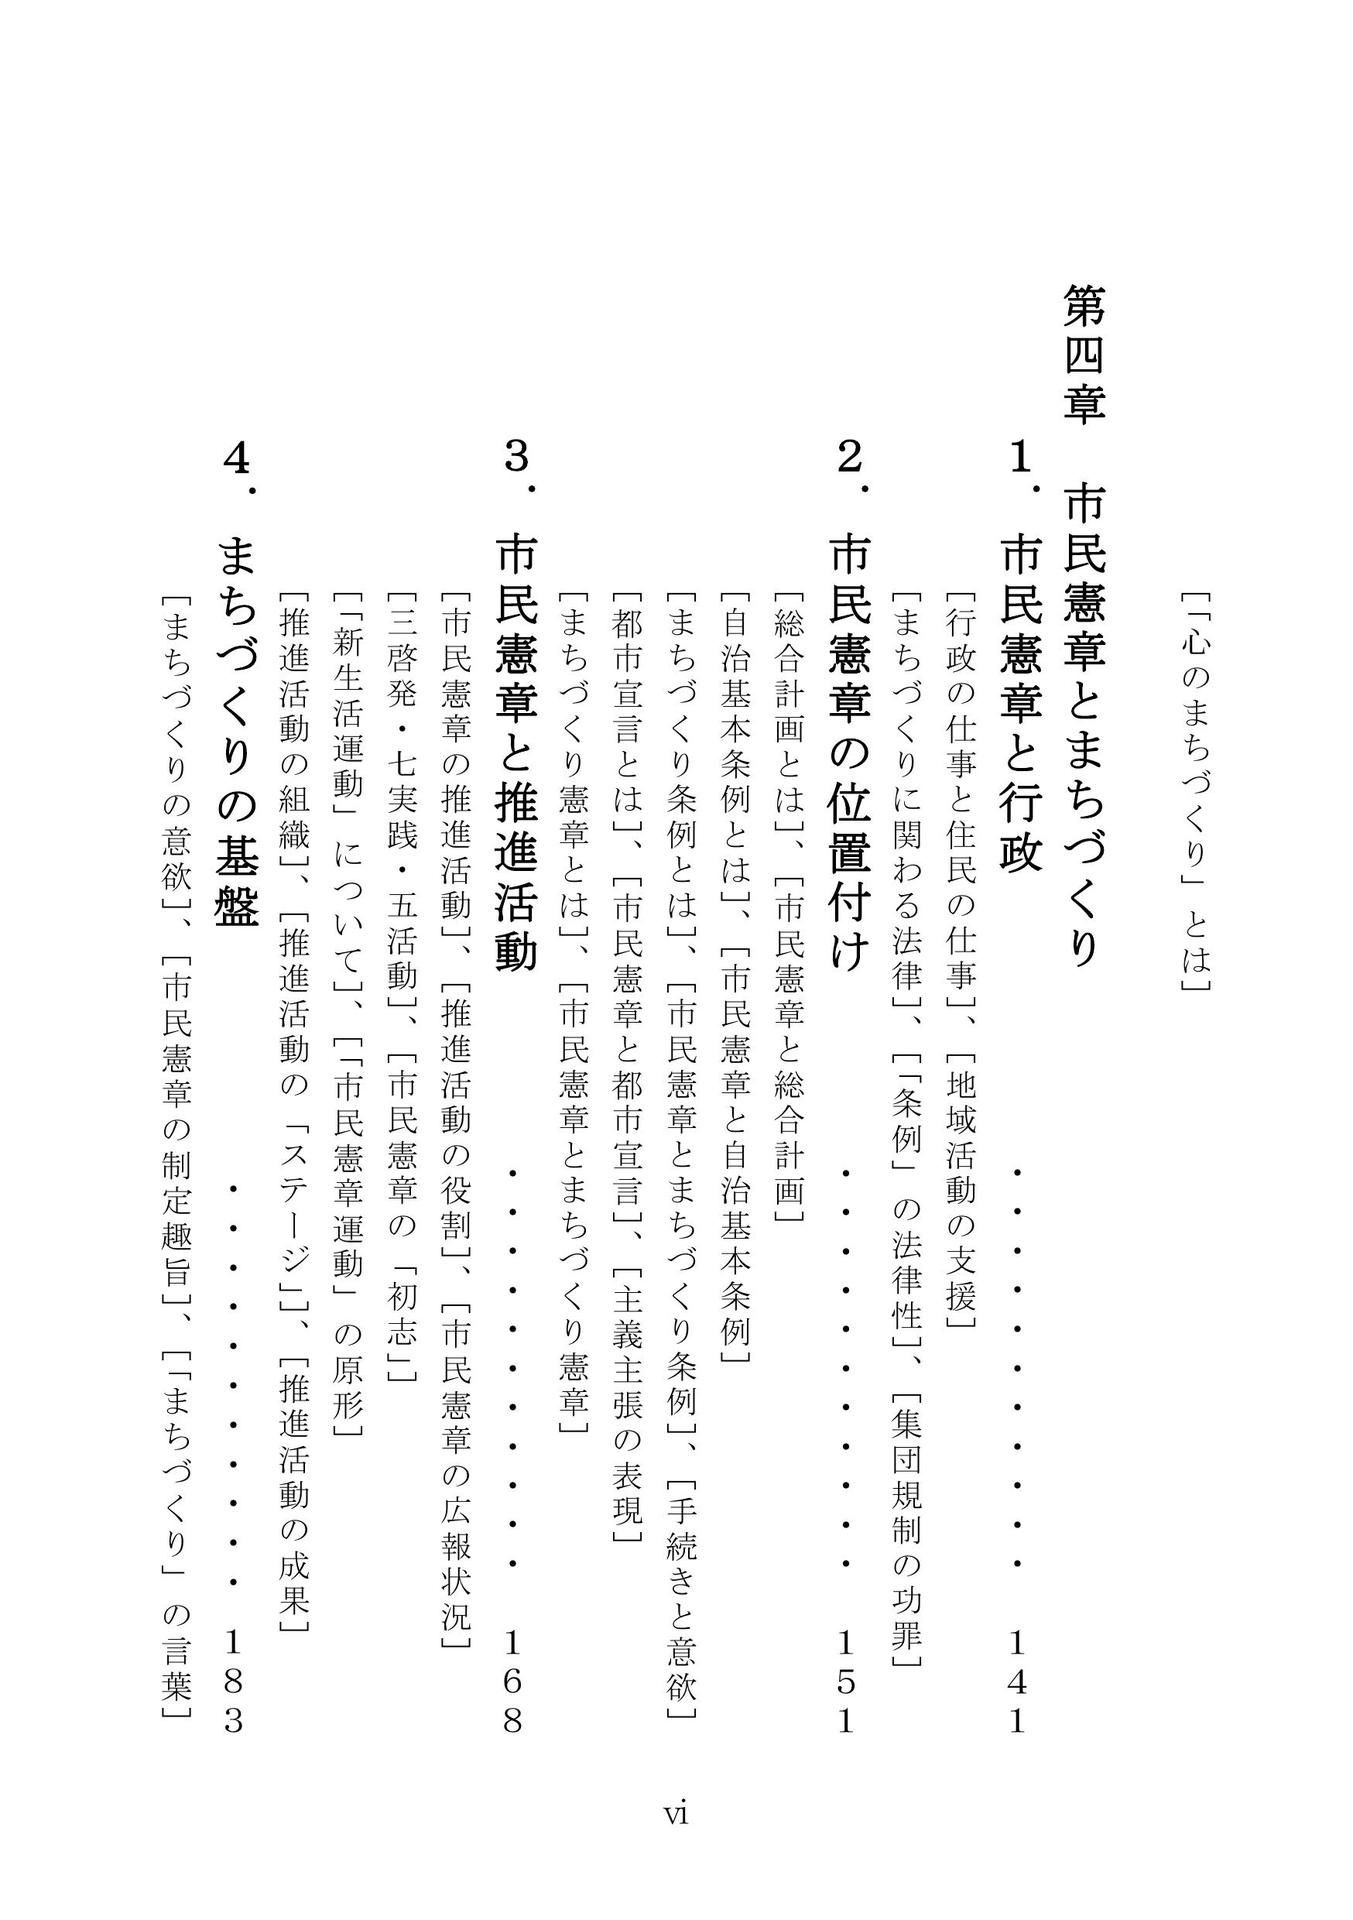 ［「心のまちづくり」とは］
第四章　市民憲章とまちづくり
１．市民憲章と行政　・・・・・・・・・・・１４１
［行政の仕事と住民の仕事］、［地域活動の支援］
［まちづくりに関わる法律］、［「条例」の法律性］、［集団規制の功罪］
２．市民憲章の位置付け　・・・・・・・・・・・１５１
［総合計画とは］、［市民憲章と総合計画］
［自治基本条例とは］、［市民憲章と自治基本条例］
［まちづくり条例とは］、［市民憲章とまちづくり条例］、［手続きと意欲］
［都市宣言とは］、［市民憲章と都市宣言］、［主義主張の表現］
［まちづくり憲章とは］、［市民憲章とまちづくり憲章］
３．市民憲章と推進活動　・・・・・・・・・・・１６８
［市民憲章の推進活動］、［推進活動の役割］、［市民憲章の広報状況］
［三啓発・七実践・五活動］、［市民憲章の「初志」］
［「新生活運動」について］、［「市民憲章運動」の原形］
［推進活動の組織］、［推進活動の「ステージ」］、［推進活動の成果］
４．まちづくりの基盤　・・・・・・・・・・・１８３
［まちづくりの意欲］、［市民憲章の制定趣旨］、［「まちづくり」の言葉］
vi